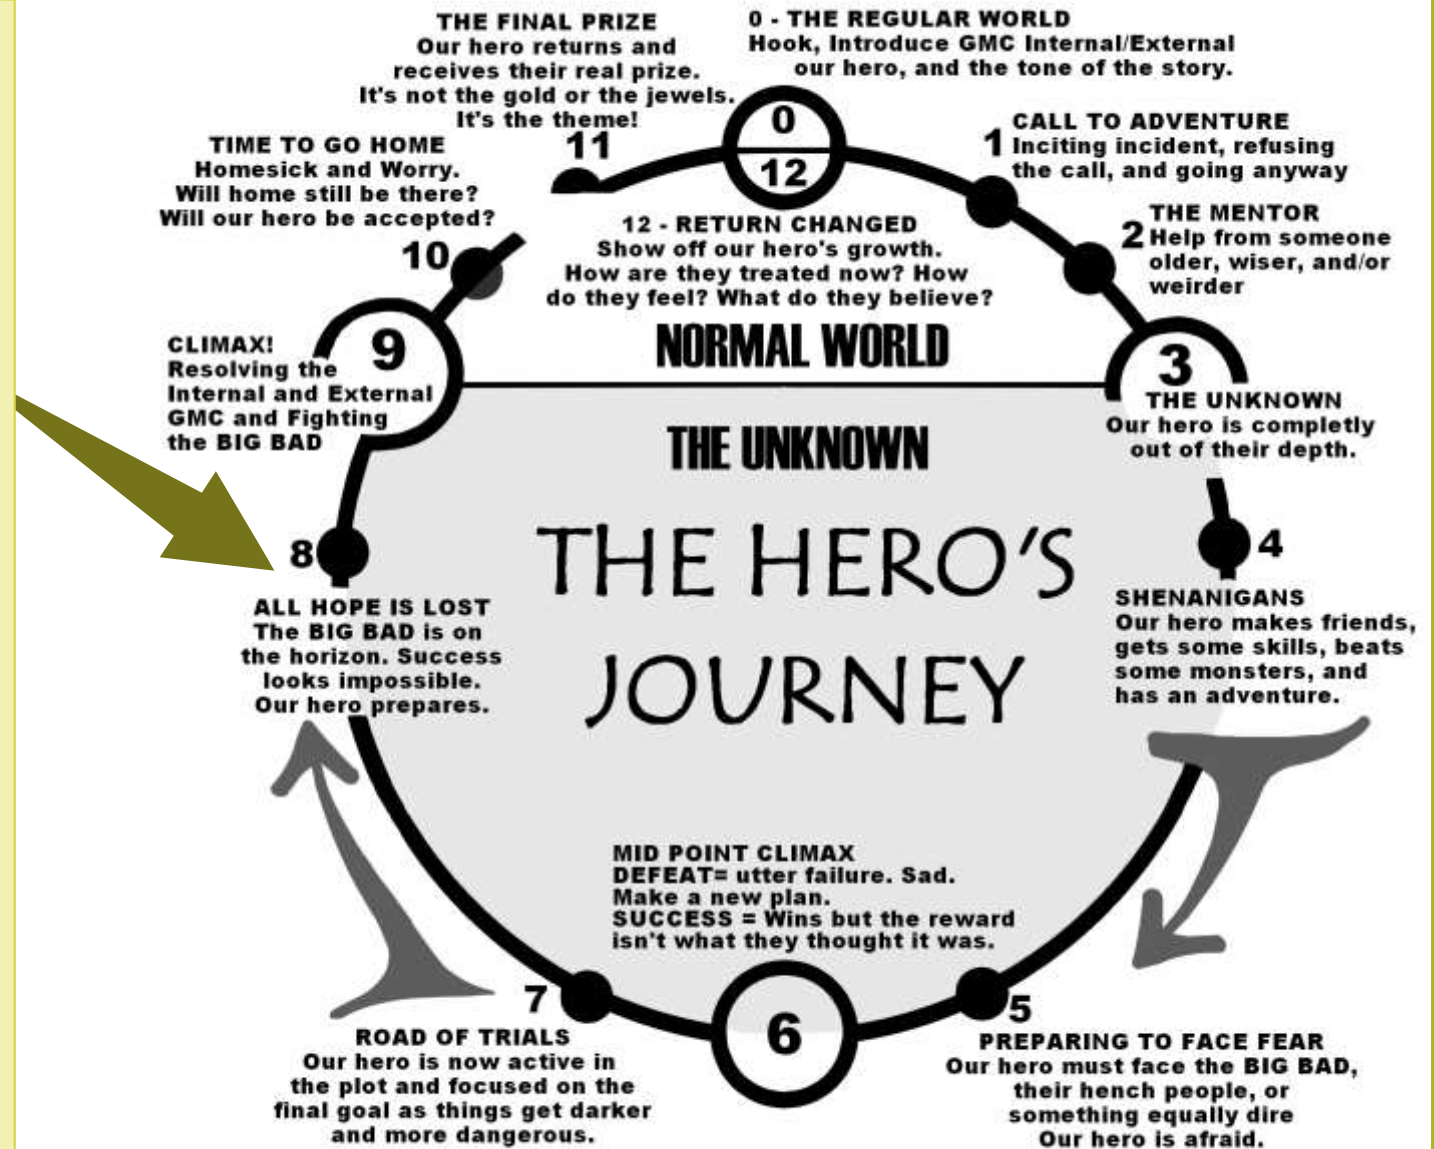 THE FINAL PRIZE
Our hero returns and
receives their real prize.
It's not the gold or the jewels.
It's the theme!
11
0 - THE REGULAR WORLD
Hook, Introduce GMC Internal/External
our hero, and the tone of the story.
0
12
1
CALL TO ADVENTURE
Inciting incident, refusing
the call, and going anyway
TIME TO GO HOME
Homesick and Worry.
Will home still be there?
Will our hero be accepted?
10
12 - RETURN CHANGED
Show off our hero's growth.
How are they treated now? How
do they feel? What do they believe?
2
THE MENTOR
Help from someone
older, wiser, and/or
weirder
NORMAL WORLD
9
CLIMAX!
Resolving the
Internal and External
GMC and Fighting
the BIG BAD
3
THE UNKNOWN
Our hero is completly
out of their depth.
THE UNKNOWN
THE HERO'S
JOURNEY
8
ALL HOPE IS LOST
The BIG BAD is on
the horizon. Success
looks impossible.
Our hero prepares.
4
SHENANIGANS
Our hero makes friends,
gets some skills, beats
some monsters, and
has an adventure.
MID POINT CLIMAX
DEFEAT= utter failure. Sad.
Make a new plan.
SUCCESS = Wins but the reward
isn't what they thought it was.
7
ROAD OF TRIALS
Our hero is now active in
the plot and focused on the
final goal as things get darker
and more dangerous.
6
5
PREPARING TO FACE FEAR
Our hero must face the BIG BAD,
their hench people, or
something equally dire
Our hero is afraid.